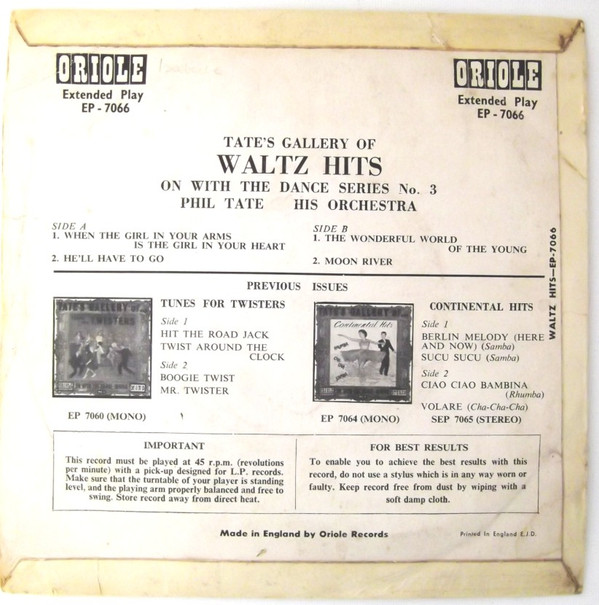 ORIOLE
Extended Play
EP - 7066
ORIOLE
Extended Play
EP - 7066
TATE'S GALLERY OF
WALTZ HITS
ON WITH THE DANCE SERIES No. 3
PHIL TATE HIS ORCHESTRA
SIDE A
1. WHEN THE GIRL IN YOUR ARMS
IS THE GIRL IN YOUR HEART
2. HE'LL HAVE TO GO
SIDE B
1. THE WONDERFUL WORLD
OF THE YOUNG
2. MOON RIVER
WALTZ HITS—EP-7066
PREVIOUS ISSUES
TATE'S GALLERY OF
TWISTERS
TUNES FOR TWISTERS
Side 1
HIT THE ROAD JACK
TWIST AROUND THE
CLOCK
Side 2
BOOGIE TWIST
MR. TWISTER
EP 7060 (MONO)
TATE'S GALLERY OF
Continental Hits
CONTINENTAL HITS
Side 1
BERLIN MELODY (HERE
AND NOW) (Samba)
SUCU SUCU (Samba)
Side 2
CIAO CIAO BAMBINA
(Rhumba)
VOLARE (Cha-Cha-Cha)
EP 7064 (MONO) SEP 7065 (STEREO)
IMPORTANT
This record must be played at 45 r.p.m. (revolutions
per minute) with a pick-up designed for L.P. records.
Make sure that the turntable of your player is standing
level, and the playing arm properly balanced and free to
swing. Store record away from direct heat.
FOR BEST RESULTS
To enable you to achieve the best results with this
record, do not use a stylus which is in any way worn or
faulty. Keep record free from dust by wiping with a
soft damp cloth.
Made in England by Oriole Records
Printed in England E.J.D.